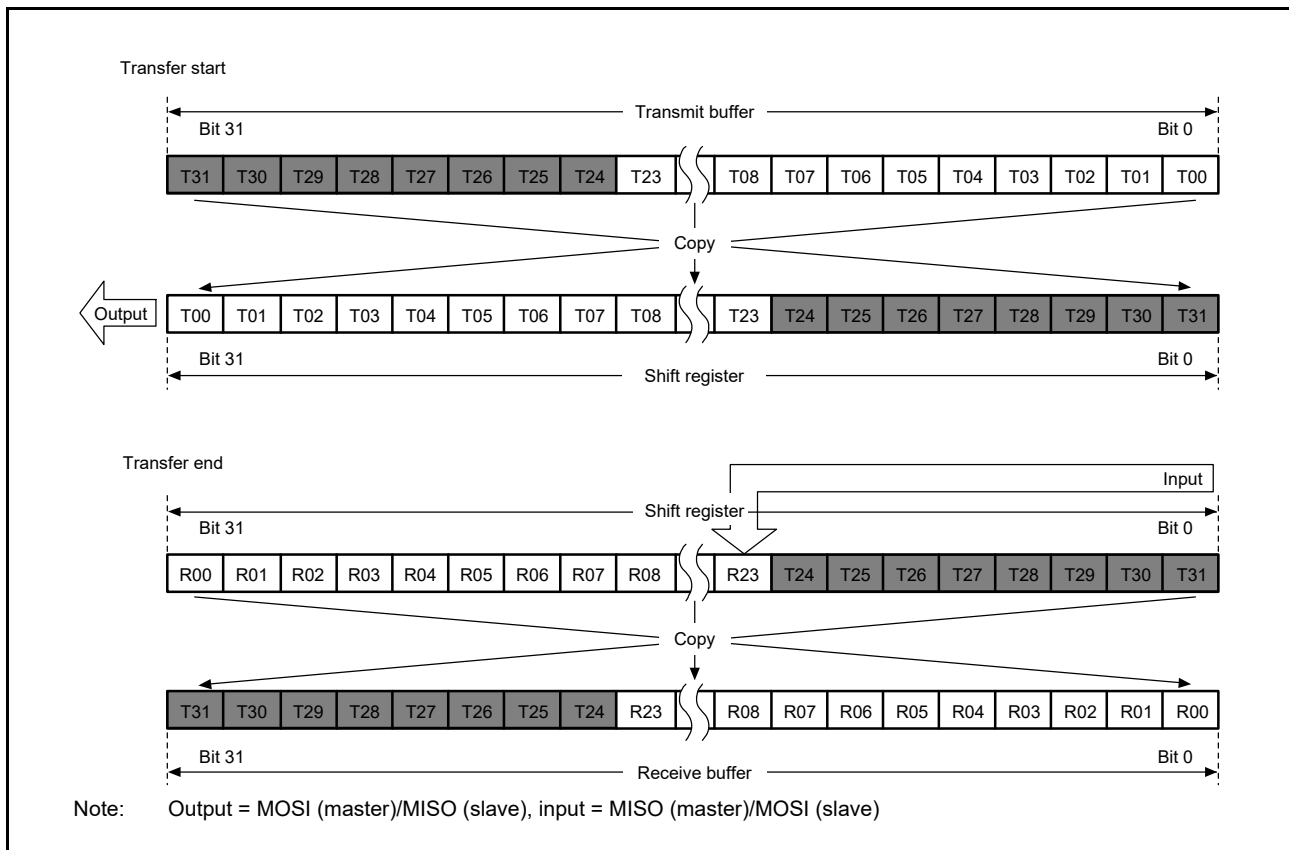 Transfer start
Transmit buffer
Bit 31 Bit 0
T31 T30 T29 T28 T27 T26 T25 T24 T23 T08 T07 T06 T05 T04 T03 T02 T01 T00
Copy
Output T00 T01 T02 T03 T04 T05 T06 T07 T08 T23 T24 T25 T26 T27 T28 T29 T30 T31
Bit 31 Bit 0
Shift register
Transfer end
Input
Shift register
Bit 31 Bit 0
R00 R01 R02 R03 R04 R05 R06 R07 R08 R23 T24 T25 T26 T27 T28 T29 T30 T31
Copy
T31 T30 T29 T28 T27 T26 T25 T24 R23 R08 R07 R06 R05 R04 R03 R02 R01 R00
Bit 31 Bit 0
Receive buffer
Note: Output = MOSI (master)/MISO (slave), input = MISO (master)/MOSI (slave)